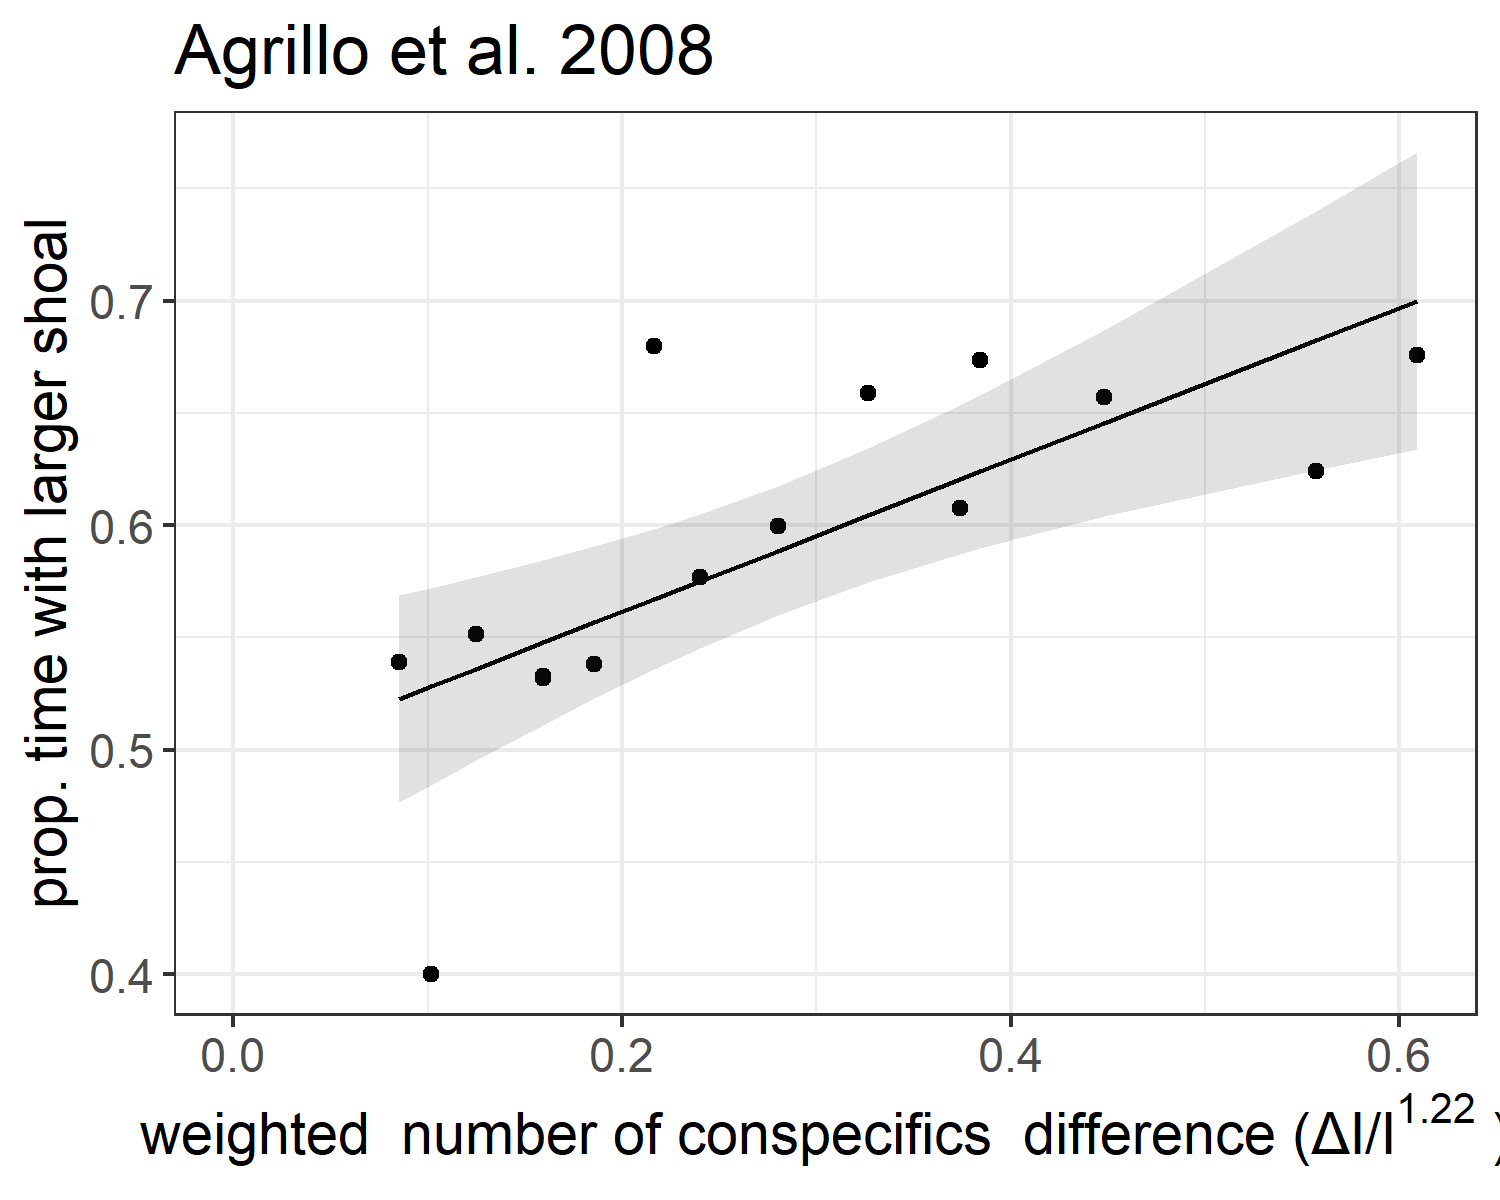 Agrillo et al. 2008
prop. time with larger shoal
0.7
0.6
0.5
0.4
0.0 0.2 0.4 0.6
weighted  number of conspecifics  difference (ΔI/I^1.22 )